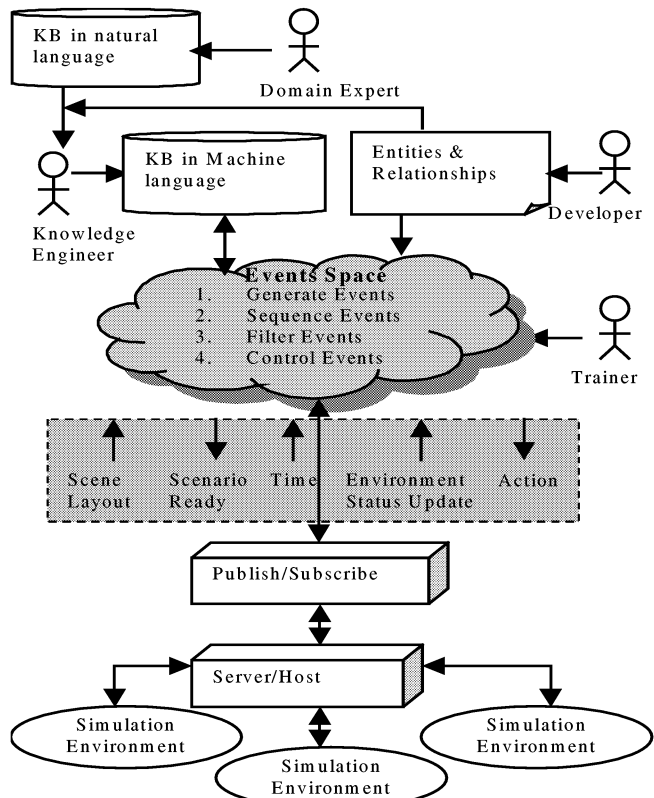 KB in natural
language
Domain Expert
KB in Machine
language
Entities &
Relationships
Developer
Knowledge
Engineer
Events Space
1. Generate Events
2. Sequence Events
3. Filter Events
4. Control Events
Trainer
Scene
Layout
Scenario
Ready
Time
Environment
Status Update
Action
Publish/Subscribe
Server/Host
Simulation
Environment
Simulation
Environment
Simulation
Environment